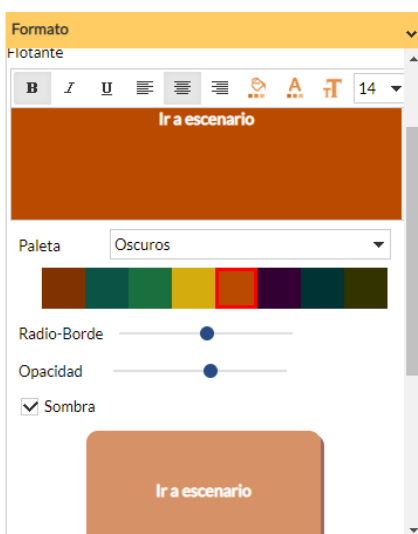 Formato
Flotante
B I U A T 14
Ir a escenario
Paleta Oscuros
Radio-Borde
Opacidad
Sombra
Ir a escenario